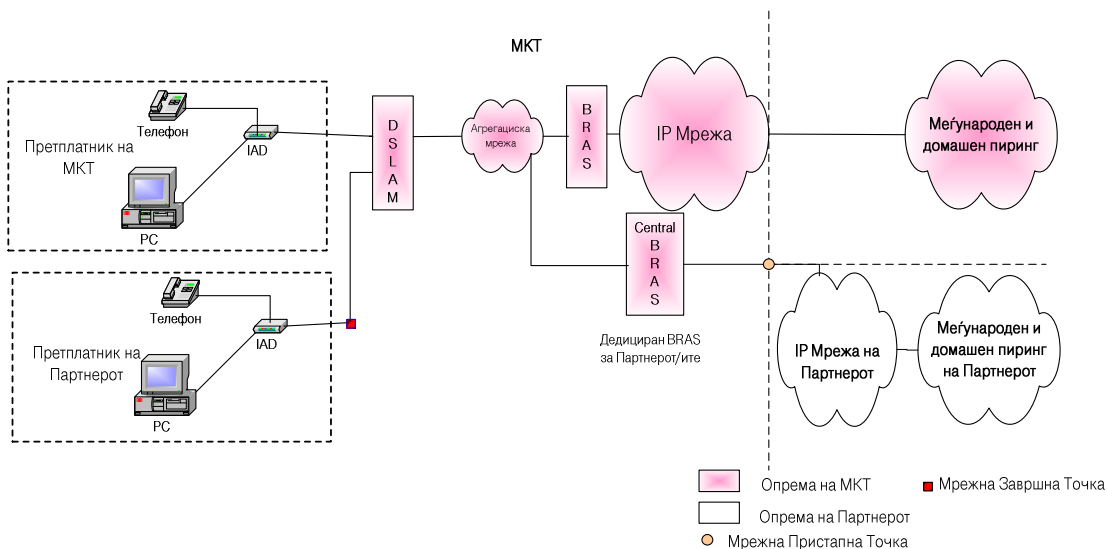 МКТ
Телефон
IAD
Претплатник на
МКТ
PC
D
S
L
A
M
Агрегациска
мрежа
B
R
A
S
IP Мрежа
Меѓународен и
домашен пиринг
Central
B
R
A
S
Дедициран BRAS
за Партнерот/ите
Телефон
IAD
Претплатник на
Партнерот
PC
IP Мрежа на
Партнерот
Меѓународен и
домашен пиринг
на Партнерот
Опрема на МКТ
Мрежна Завршна Точка
Опрема на Партнерот
Мрежна Пристапна Точка